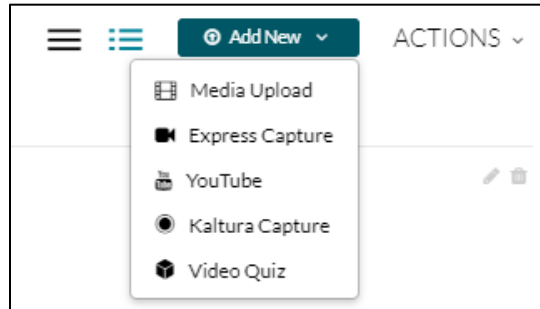 Add New
ACTIONS
Media Upload
Express Capture
YouTube
Kaltura Capture
Video Quiz